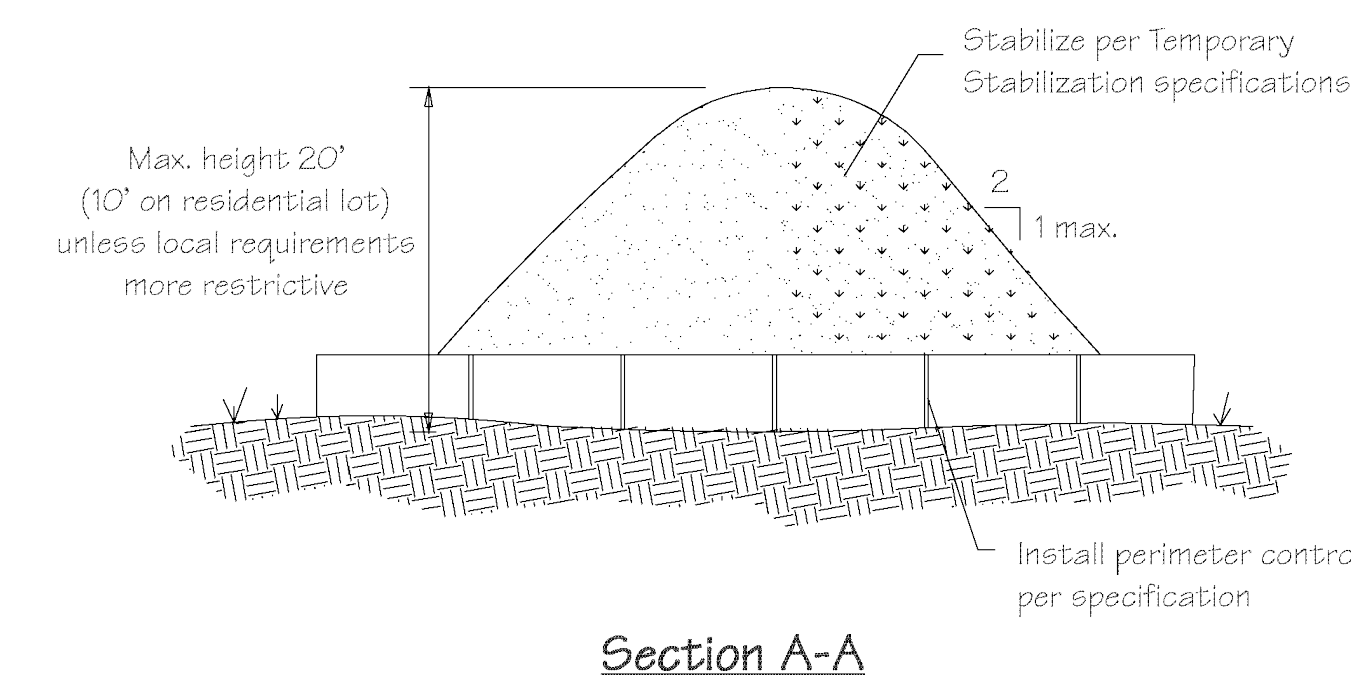 Stabilize per Temporary
Stabilization specifications
Max. height 20'
(10' on residential lot)
unless local requirements
more restrictive
2
1 max.
Install perimeter contro
per specification
Section A-A